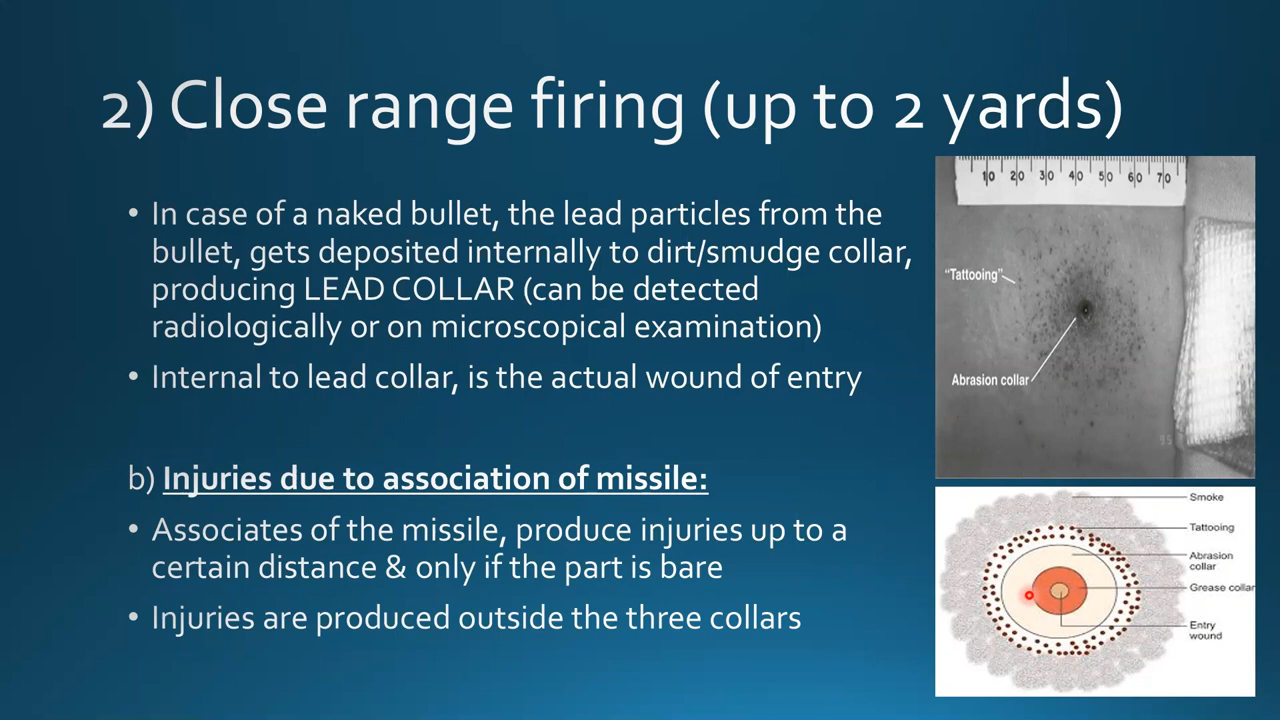 2) Close range firing (up to 2 yards)
• In case of a naked bullet, the lead particles from the
bullet, gets deposited internally to dirt/smudge collar,
producing LEAD COLLAR (can be detected
radiologically or on microscopical examination)
• Internal to lead collar, is the actual wound of entry
b) Injuries due to association of missile:
• Associates of the missile, produce injuries up to a
certain distance & only if the part is bare
• Injuries are produced outside the three collars
10 20 30 40 50 60 70
"Tattooing"
Abrasion collar
Smoke
Tattooing
Abrasion
collar
Grease collar
Entry
wound